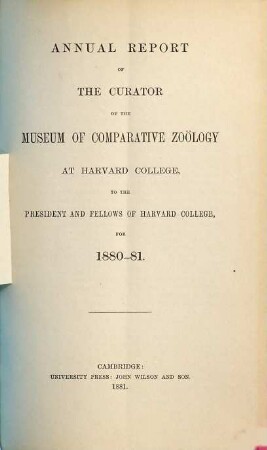 ANNUAL REPORT
OF
THE CURATOR
OF THE
MUSEUM OF COMPARATIVE ZOÖLOGY
AT HARVARD COLLEGE,
TO THE
PRESIDENT AND FELLOWS OF HARVARD COLLEGE,
FOR
1880-81.
CAMBRIDGE:
UNIVERSITY PRESS: JOHN WILSON AND SON.
1881.